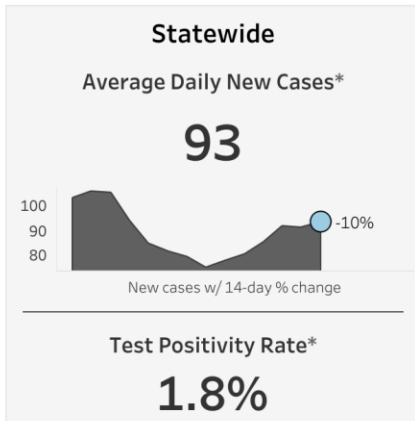 Statewide
Average Daily New Cases*
93
100
90
80
-10%
New cases w/ 14-day % change
Test Positivity Rate*
1.8%